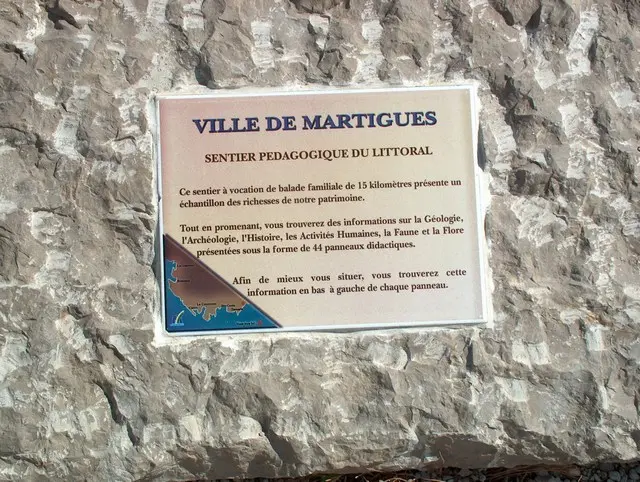 VILLE DE MARTIGUES
SENTIER PEDAGOGIQUE DU LITTORAL
Ce sentier à vocation de balade familiale de 15 kilomètres présente un
échantillon des richesses de notre patrimoine.
Tout en promenant, vous trouverez des informations sur la Géologie,
l'Archéologie, l'Histoire, les Activités Humaines, la Faune et la Flore
présentées sous la forme de 44 panneaux didactiques.
Afin de mieux vous situer, vous trouverez cette
information en bas à gauche de chaque panneau.